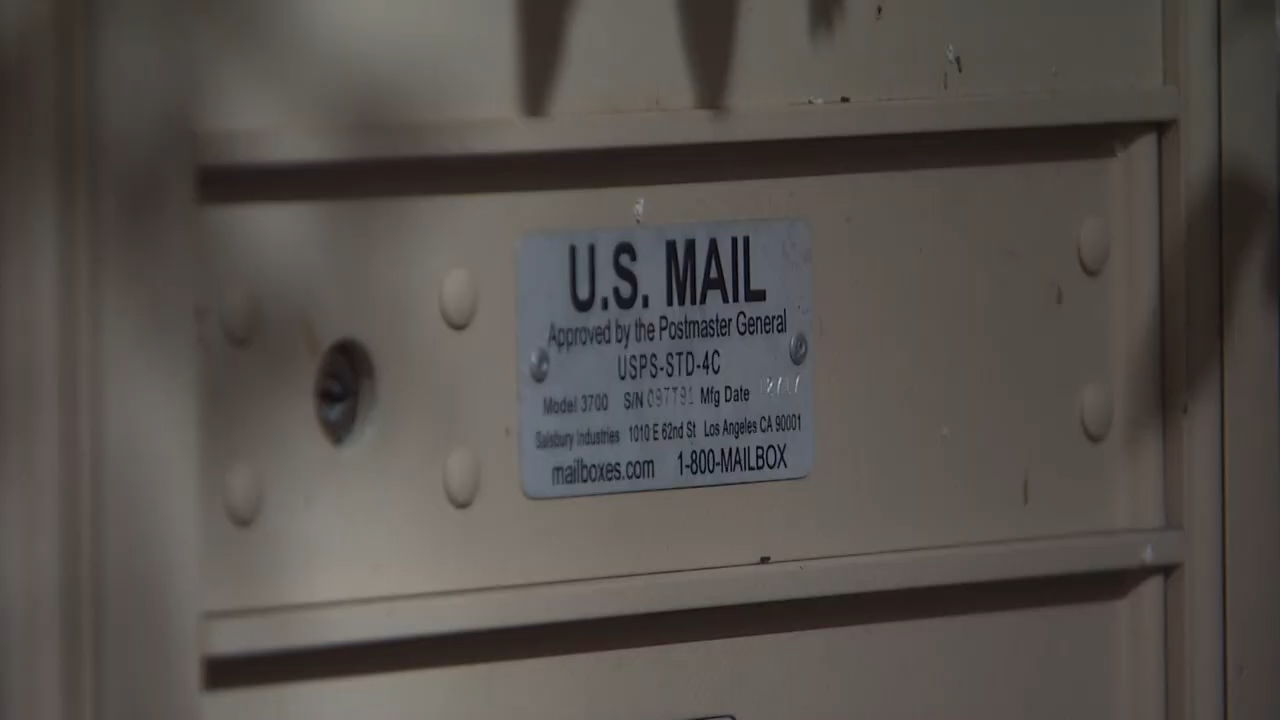 U.S. MAIL
Approved by the Postmaster General
USPS-STD-4C
Model 3700 S/N 097791 Mfg Date
Salsbury Industries 1010 E 62nd St Los Angeles CA 90001
mailboxes.com 1-800-MAILBOX